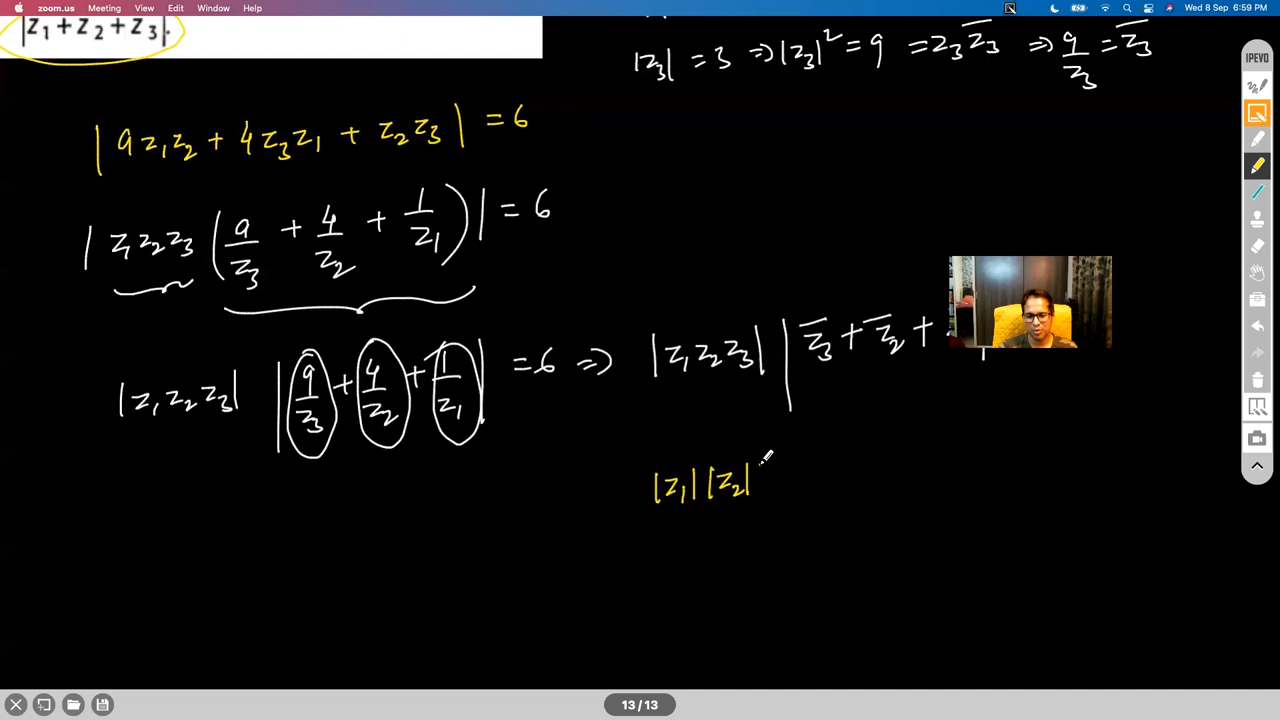 zoom.us Meeting View Edit Window Help Wed 8 Sep 6:59 PM
|z₁+z₂+z₃|.
|z₃| = 3 ⇒ |z₃|² = 9 = z₃z̅₃ ⇒ 9/z₃ = z̅₃
IPEVO
|9z₁z₂ + 4z₃z₁ + z₂z₃| = 6
|z₁z₂z₃ (9/z₃ + 4/z₂ + 1/z₁)| = 6
|z₁z₂z₃| |9/z₃ + 4/z₂ + 1/z₁| = 6 ⇒ |z₁z₂z₃| |z̅₃ + z̅₂ +
|z₁| |z₂|
13/13